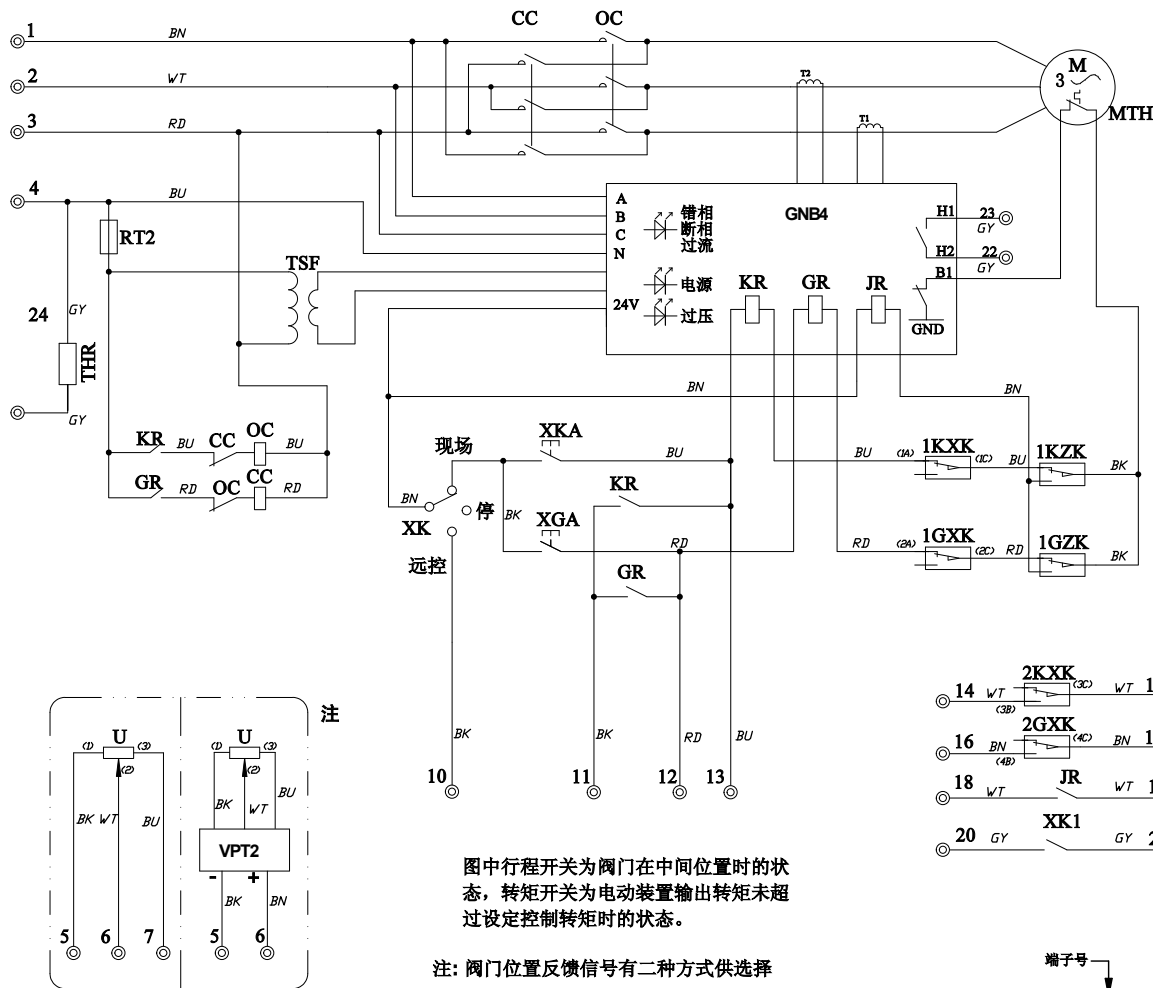 CC OC
1 BN
2 WT
3 RD
4 BU
T2
T1
M
3
MTH
RT2
TSF
24 GY
THR
GY
A
B
C
N
24V
错相
断相
过流
电源
过压
GNB4
KR GR JR
H1 23
GY
H2 22
GY
B1
GND
BN BN
KR BU CC OC BU
GR RD OC CC RD
现场
停
远控
XK
BN
BK
XKA
BU
KR
XGA
RD
GR
BU (1A) 1KXK (1C) BU 1KZK BK
RD (2A) 1GXK (2C) RD 1GZK BK
BK BK RD BU
10 11 12 13
14 WT (3B) 2KXK (3C) WT 1
16 BN (4B) 2GXK (4C) BN 1
18 WT JR WT 1
20 GY XK1 GY 2
注
(1) U (3)
(2)
BK WT BU
5 6 7
(1) U (3)
(2)
BK WT BU
VPT2
- +
BK BN
5 6
图中行程开关为阀门在中间位置时的状
态，转矩开关为电动装置输出转矩未超
过设定控制转矩时的状态。
注: 阀门位置反馈信号有二种方式供选择
端子号